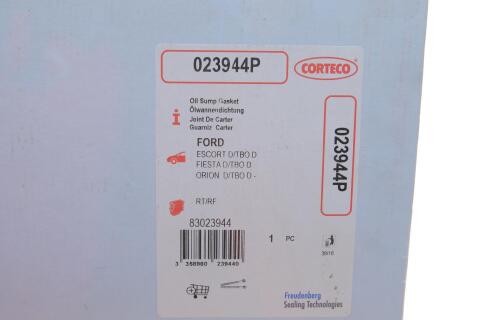 023944P
CORTECO
Oil Sump Gasket
Ölwannendichtung
Joint De Carter
Guarniz. Carter
FORD
ESCORT D/TBO D
FIESTA D/TBO D
ORION D/TBO D -
RT/RF
83023944
1 PC
3 358960 239440
023944P
Freudenberg
Sealing Technologies